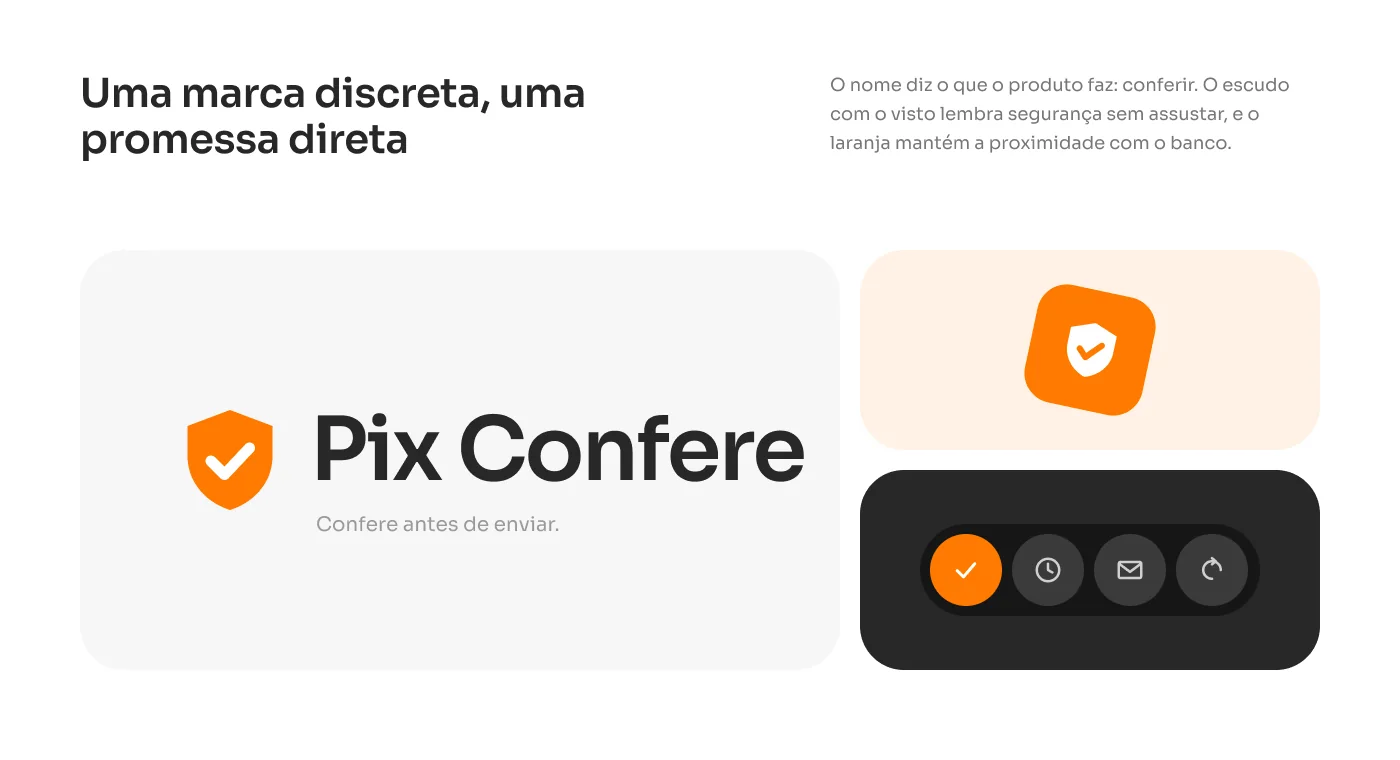 Uma marca discreta, uma
promessa direta
O nome diz o que o produto faz: conferir. O escudo
com o visto lembra segurança sem assustar, e o
laranja mantém a proximidade com o banco.
Pix Confere
Confere antes de enviar.